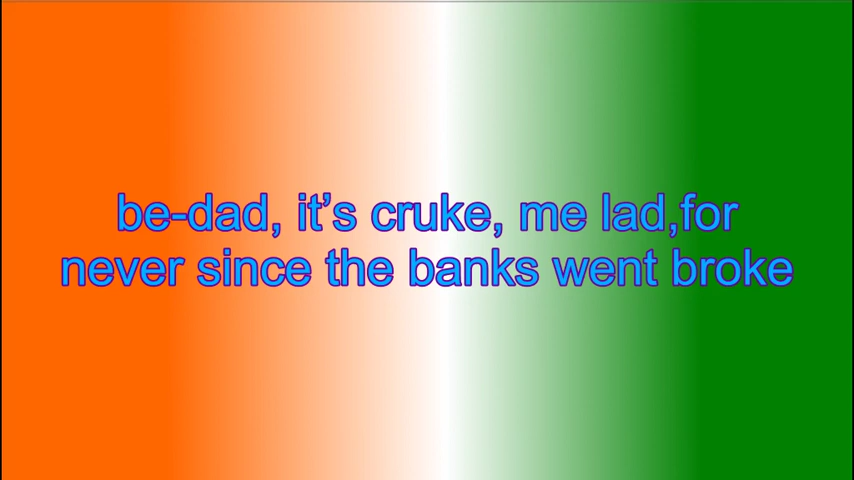 be-dad, it’s cruke, me lad,for
never since the banks went broke